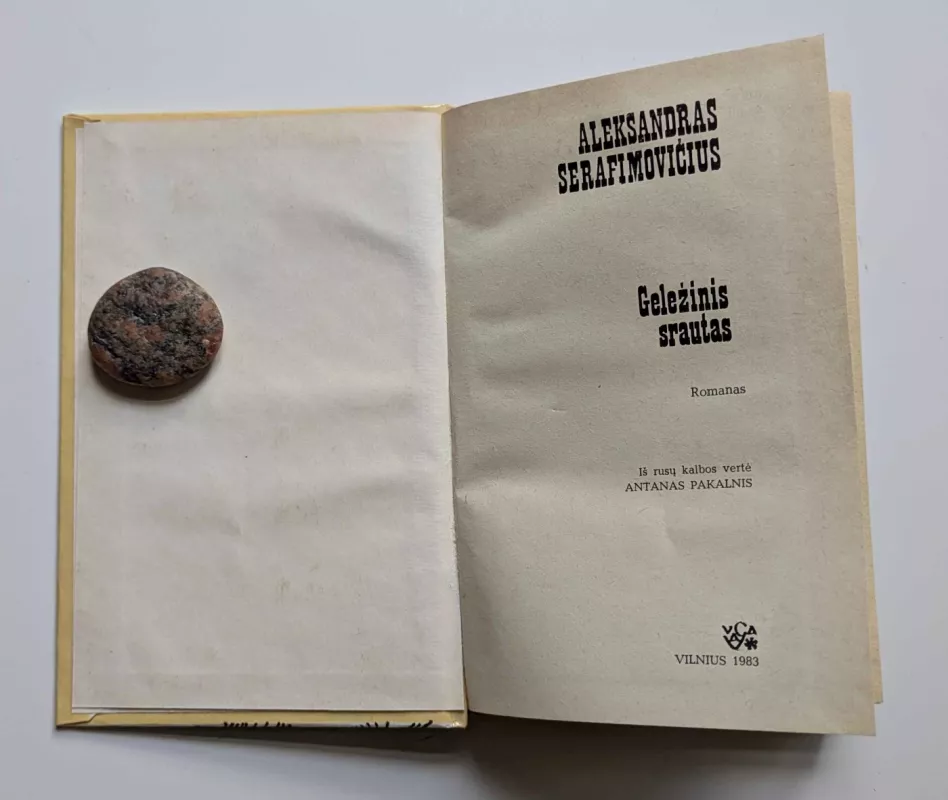 ALEKSANDRAS
SERAFIMOVIČIUS
Geležinis
srautas
Romanas
Iš rusų kalbos vertė
ANTANAS PAKALNIS
VILNIUS 1983